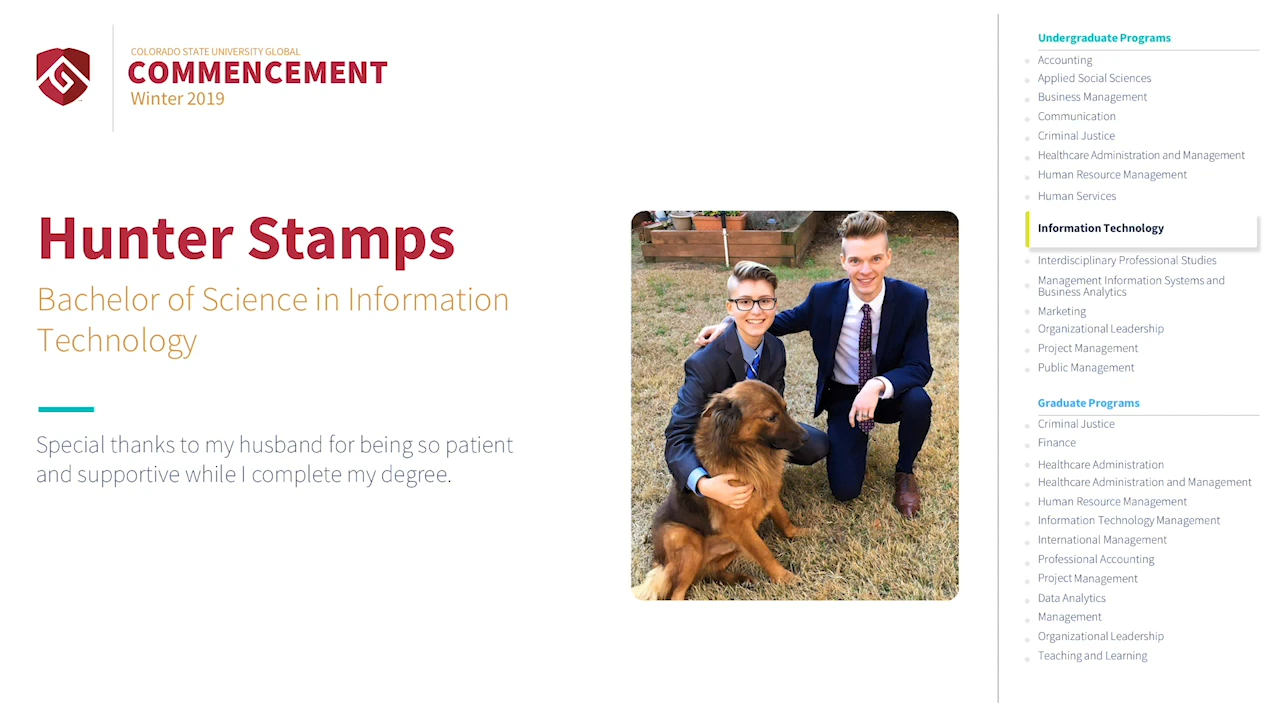 COLORADO STATE UNIVERSITY GLOBAL
COMMENCEMENT
Winter 2019
Hunter Stamps
Bachelor of Science in Information
Technology
Special thanks to my husband for being so patient
and supportive while I complete my degree.
Undergraduate Programs
Accounting
Applied Social Sciences
Business Management
Communication
Criminal Justice
Healthcare Administration and Management
Human Resource Management
Human Services
Information Technology
Interdisciplinary Professional Studies
Management Information Systems and
Business Analytics
Marketing
Organizational Leadership
Project Management
Public Management
Graduate Programs
Criminal Justice
Finance
Healthcare Administration
Healthcare Administration and Management
Human Resource Management
Information Technology Management
International Management
Professional Accounting
Project Management
Data Analytics
Management
Organizational Leadership
Teaching and Learning